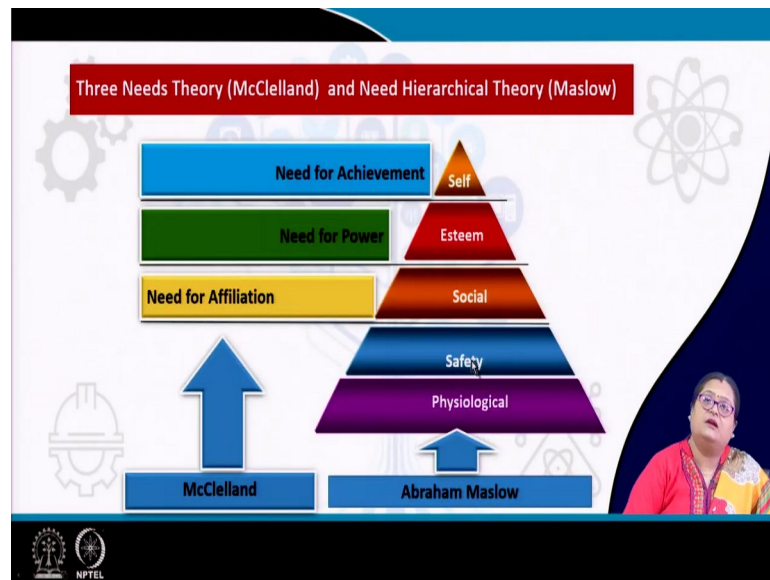 Three Needs Theory (McClelland) and Need Hierarchical Theory (Maslow)
Need for Achievement
Self
Need for Power
Esteem
Need for Affiliation
Social
Safety
Physiological
McClelland
Abraham Maslow
NPTEL